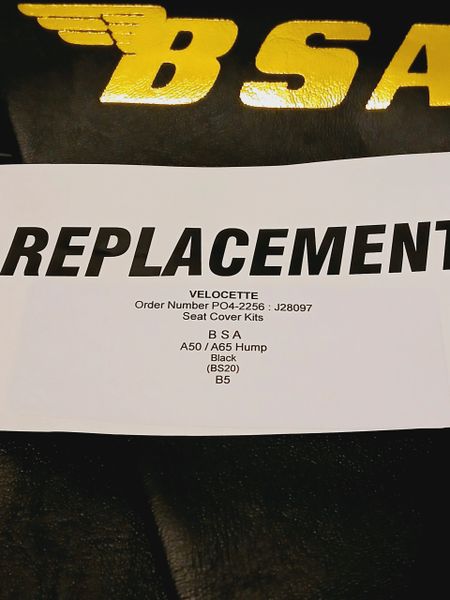 BSA
REPLACEMENT
VELOCETTE
Order Number PO4-2256 : J28097
Seat Cover Kits
B S A
A50 / A65 Hump
Black
(BS20)
B5